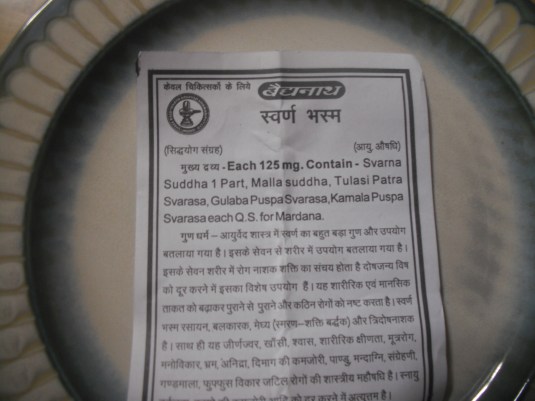 केवल चिकित्सकों के लिये बैद्यनाथ
स्वर्ण भस्म
(सिद्धयोग संग्रह) (आयु. औषधि)
मुख्य द्रव्य - Each 125 mg. Contain - Svarna
Suddha 1 Part, Malla suddha, Tulasi Patra
Svarasa, Gulaba Puspa Svarasa, Kamala Puspa
Svarasa each Q.S. for Mardana.
गुण धर्म – आयुर्वेद शास्त्र में स्वर्ण का बहुत बड़ा गुण और उपयोग
बतलाया गया है। इसके सेवन से शरीर में उपयोग बतलाया गया है।
इसके सेवन शरीर में रोग नाशक शक्ति का संचय होता है दोषजन्य विष
को दूर करने में इसका विशेष उपयोग हैं। यह शारीरिक एवं मानसिक
ताकत को बढ़ाकर पुराने से पुराने और कठिन रोगों को नष्ट करता है। स्वर्ण
भस्म रसायन, बलकारक, मेध्य (स्मरण–शक्ति बर्द्धक) और त्रिदोषनाशक
है। साथ ही यह जीर्णज्वर, खाँसी, श्वास, शारीरिक क्षीणता, मूत्ररोग,
मनोविकार, भ्रम, अनिद्रा, दिमाग की कमजोरी, पाण्डु, मन्दाग्नि, संग्रहणी,
गण्डमाला, फुफ्फुस विकार जटिल रोगों की शास्त्रीय महौषधि है। स्नायु
को दूर करने में अत्युत्तम है।